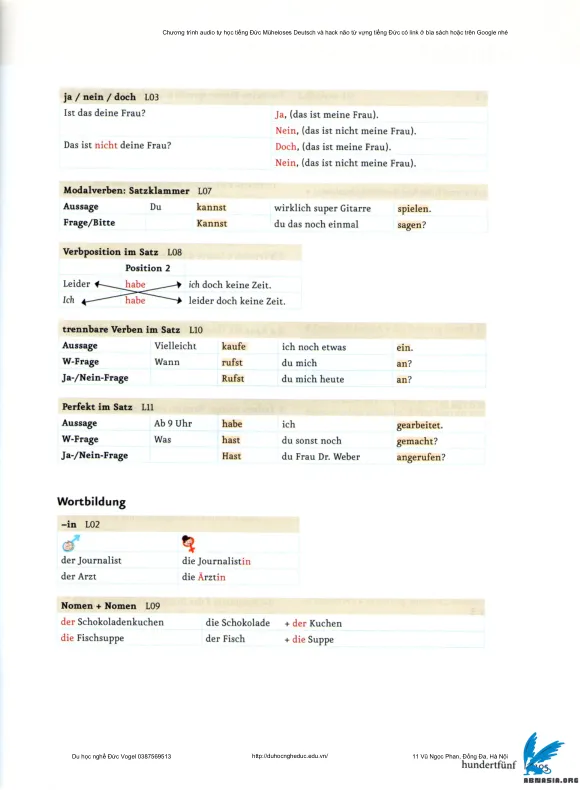 Chương trình audio tự học tiếng Đức Müheloses Deutsch và hack não từ vựng tiếng Đức có link ở bìa sách hoặc trên Google nhé
ja / nein / doch L03
Ist das deine Frau? Ja, (das ist meine Frau).
Nein, (das ist nicht meine Frau).
Das ist nicht deine Frau? Doch, (das ist meine Frau).
Nein, (das ist nicht meine Frau).
Modalverben: Satzklammer L07
Aussage Du kannst wirklich super Gitarre spielen.
Frage/Bitte Kannst du das noch einmal sagen?
Verbposition im Satz L08
Position 2
Leider habe ich doch keine Zeit.
Ich habe leider doch keine Zeit.
trennbare Verben im Satz L10
Aussage Vielleicht kaufe ich noch etwas ein.
W-Frage Wann rufst du mich an?
Ja-/Nein-Frage Rufst du mich heute an?
Perfekt im Satz L11
Aussage Ab 9 Uhr habe ich gearbeitet.
W-Frage Was hast du sonst noch gemacht?
Ja-/Nein-Frage Hast du Frau Dr. Weber angerufen?
Wortbildung
–in L02
der Journalist die Journalistin
der Arzt die Ärztin
Nomen + Nomen L09
der Schokoladenkuchen die Schokolade + der Kuchen
die Fischsuppe der Fisch + die Suppe
Du học nghề Đức Vogel 0387569513 http://duhocngheduc.edu.vn/ 11 Vũ Ngọc Phan, Đống Đa, Hà Nội
hundertfünf
ABMASIA.ORG